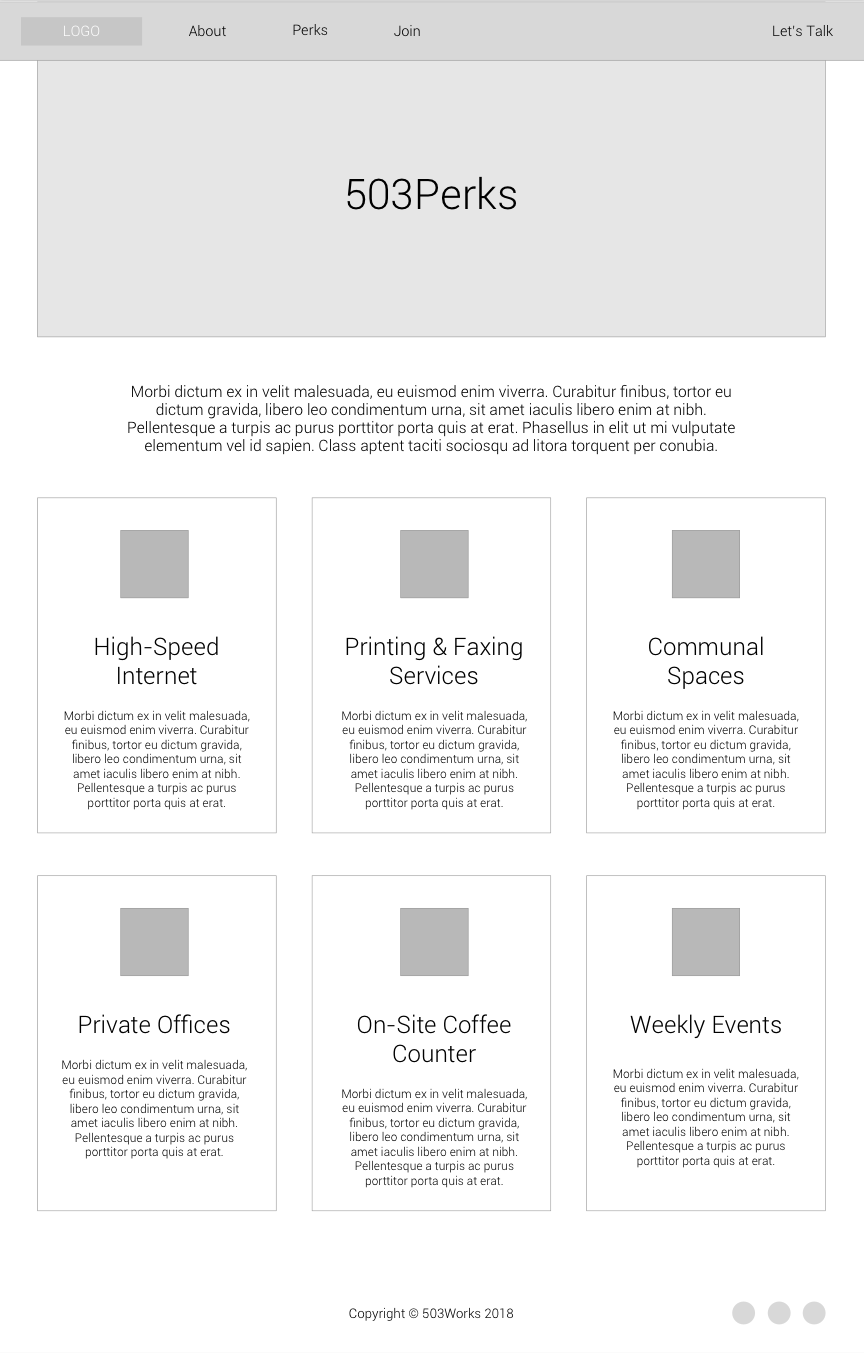 LOGO
About
Perks
Join
Let's Talk
503Perks
Morbi dictum ex in velit malesuada, eu euismod enim viverra. Curabitur finibus, tortor eu
dictum gravida, libero leo condimentum urna, sit amet iaculis libero enim at nibh.
Pellentesque a turpis ac purus porttitor porta quis at erat. Phasellus in elit ut mi vulputate
elementum vel id sapien. Class aptent taciti sociosqu ad litora torquent per conubia.
High-Speed
Internet
Morbi dictum ex in velit malesuada,
eu euismod enim viverra. Curabitur
finibus, tortor eu dictum gravida,
libero leo condimentum urna, sit
amet iaculis libero enim at nibh.
Pellentesque a turpis ac purus
porttitor porta quis at erat.
Printing & Faxing
Services
Morbi dictum ex in velit malesuada,
eu euismod enim viverra. Curabitur
finibus, tortor eu dictum gravida,
libero leo condimentum urna, sit
amet iaculis libero enim at nibh.
Pellentesque a turpis ac purus
porttitor porta quis at erat.
Communal
Spaces
Morbi dictum ex in velit malesuada,
eu euismod enim viverra. Curabitur
finibus, tortor eu dictum gravida,
libero leo condimentum urna, sit
amet iaculis libero enim at nibh.
Pellentesque a turpis ac purus
porttitor porta quis at erat.
Private Offices
Morbi dictum ex in velit malesuada,
eu euismod enim viverra. Curabitur
finibus, tortor eu dictum gravida,
libero leo condimentum urna, sit
amet iaculis libero enim at nibh.
Pellentesque a turpis ac purus
porttitor porta quis at erat.
On-Site Coffee
Counter
Morbi dictum ex in velit malesuada,
eu euismod enim viverra. Curabitur
finibus, tortor eu dictum gravida,
libero leo condimentum urna, sit
amet iaculis libero enim at nibh.
Pellentesque a turpis ac purus
porttitor porta quis at erat.
Weekly Events
Morbi dictum ex in velit malesuada,
eu euismod enim viverra. Curabitur
finibus, tortor eu dictum gravida,
libero leo condimentum urna, sit
amet iaculis libero enim at nibh.
Pellentesque a turpis ac purus
porttitor porta quis at erat.
Copyright © 503Works 2018